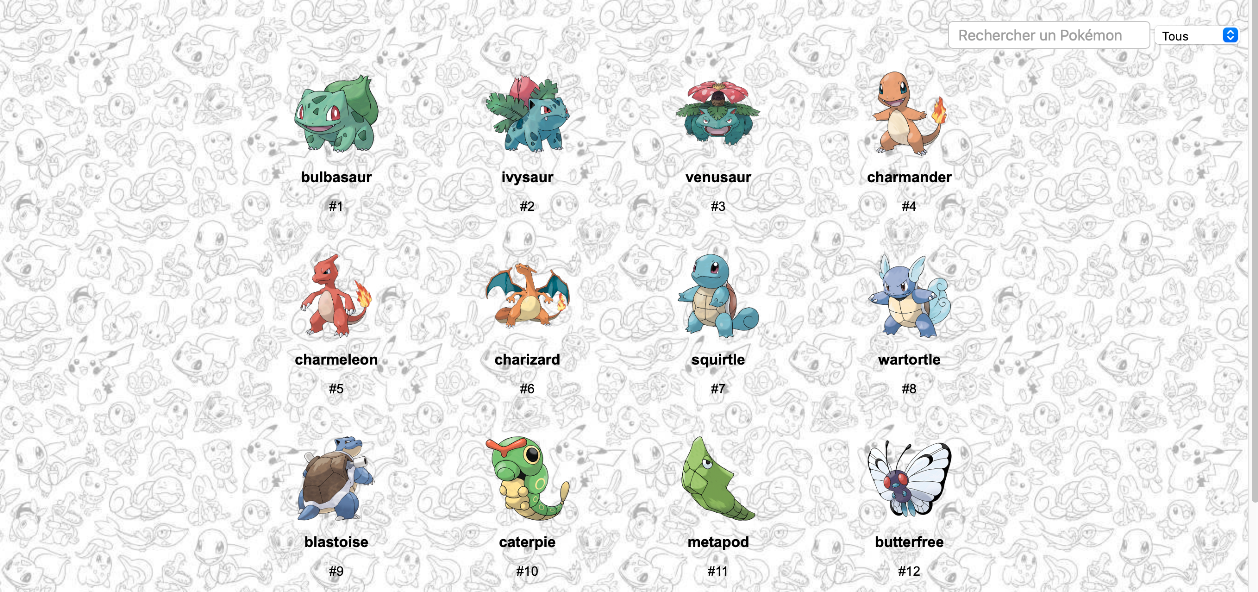 Rechercher un Pokémon Tous
bulbasaur ivysaur venusaur charmander
#1 #2 #3 #4
charmeleon charizard squirtle wartortle
#5 #6 #7 #8
blastoise caterpie metapod butterfree
#9 #10 #11 #12